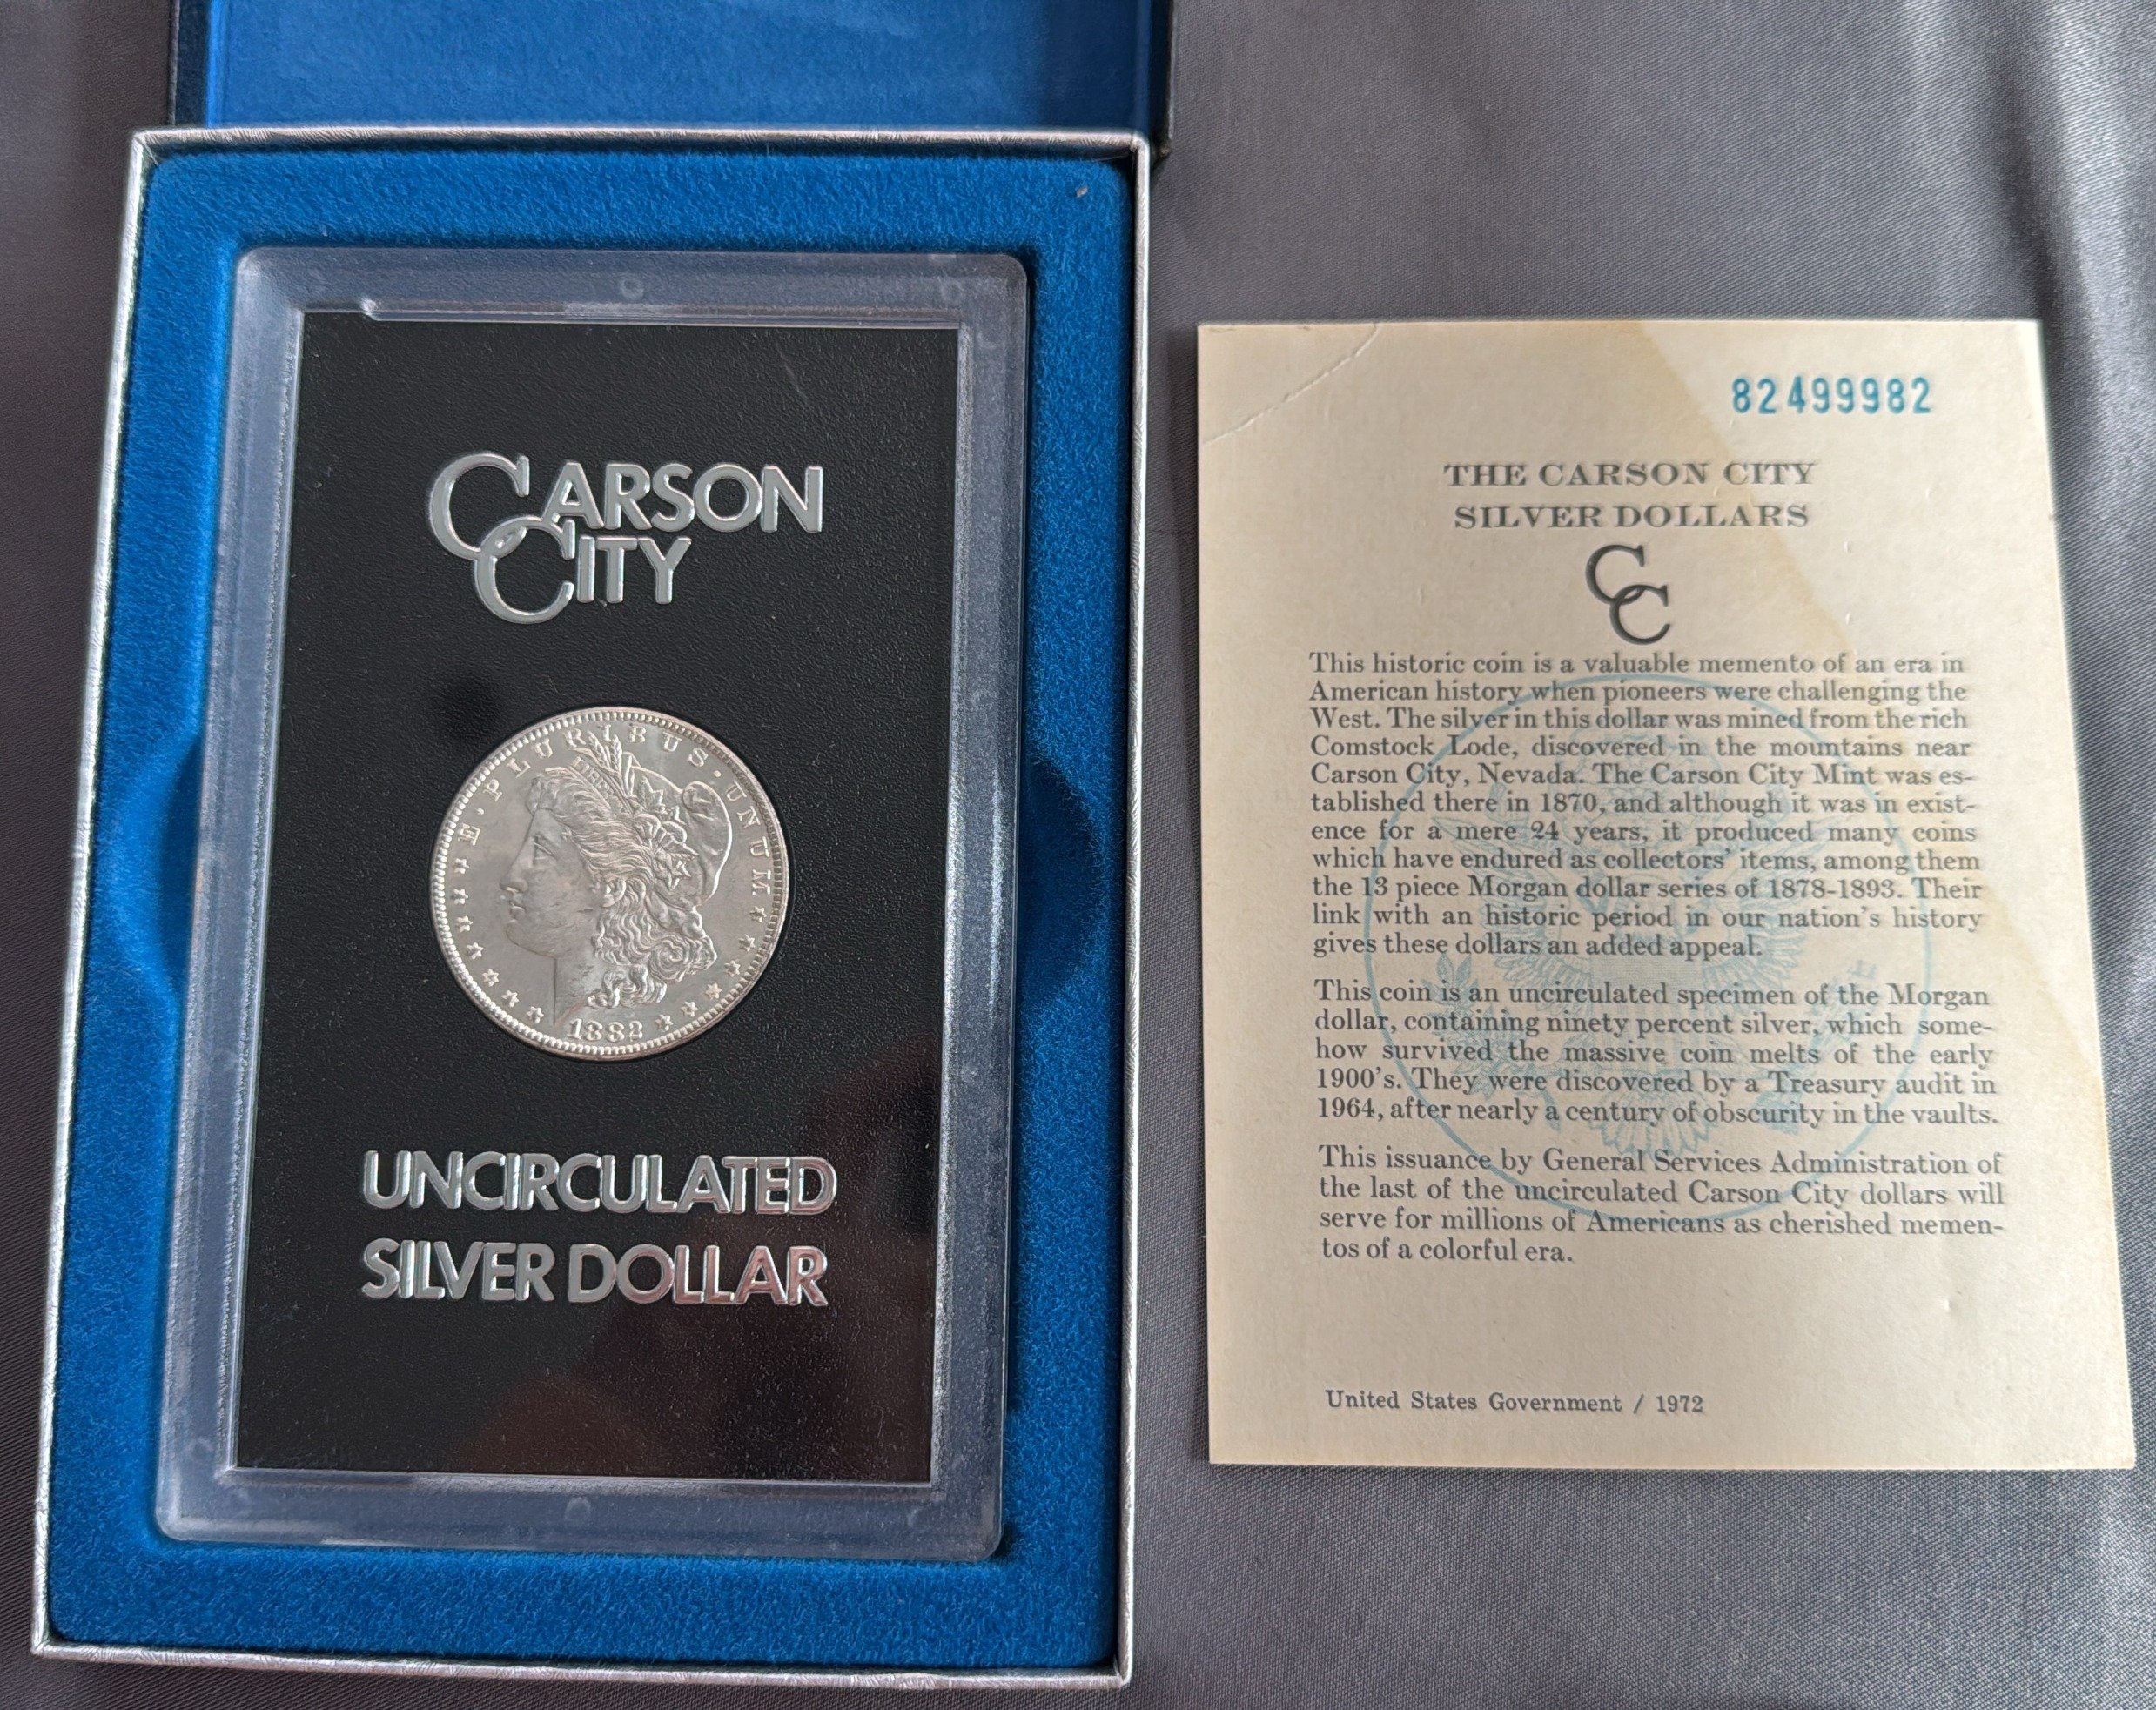 CARSON
CITY
E·PLURIBUS·UNUM
1882
UNCIRCULATED
SILVER DOLLAR
82499982
THE CARSON CITY
SILVER DOLLARS
CC
This historic coin is a valuable memento of an era in
American history when pioneers were challenging the
West. The silver in this dollar was mined from the rich
Comstock Lode, discovered in the mountains near
Carson City, Nevada. The Carson City Mint was es-
tablished there in 1870, and although it was in exist-
ence for a mere 24 years, it produced many coins
which have endured as collectors' items, among them
the 13 piece Morgan dollar series of 1878-1893. Their
link with an historic period in our nation's history
gives these dollars an added appeal.
This coin is an uncirculated specimen of the Morgan
dollar, containing ninety percent silver, which some-
how survived the massive coin melts of the early
1900's. They were discovered by a Treasury audit in
1964, after nearly a century of obscurity in the vaults.
This issuance by General Services Administration of
the last of the uncirculated Carson City dollars will
serve for millions of Americans as cherished memen-
tos of a colorful era.
United States Government / 1972